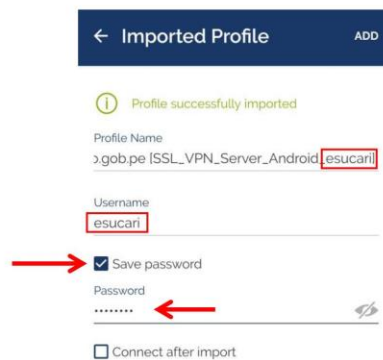 Imported Profile ADD
Profile successfully imported
Profile Name
o.gob.pe [SSL_VPN_Server_Android_esucari]
Username
esucari
Save password
Password
••••••••
Connect after import